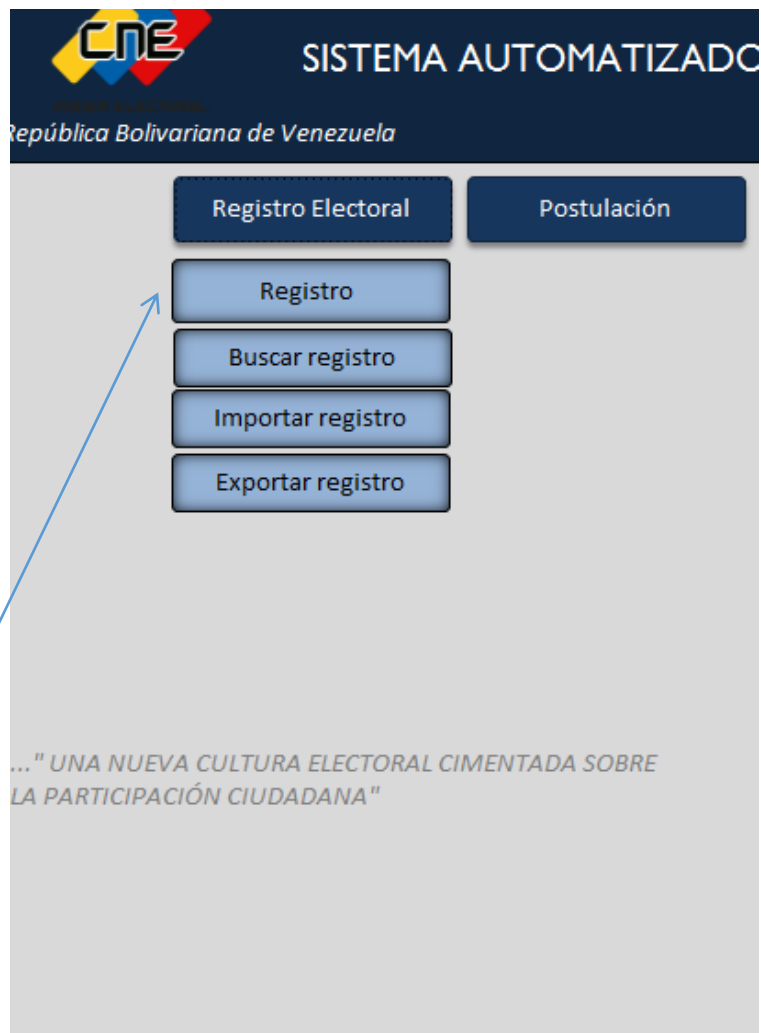 CNE
SISTEMA AUTOMATIZADO
República Bolivariana de Venezuela
Registro Electoral
Postulación
Registro
Buscar registro
Importar registro
Exportar registro
..." UNA NUEVA CULTURA ELECTORAL CIMENTADA SOBRE
LA PARTICIPACIÓN CIUDADANA"